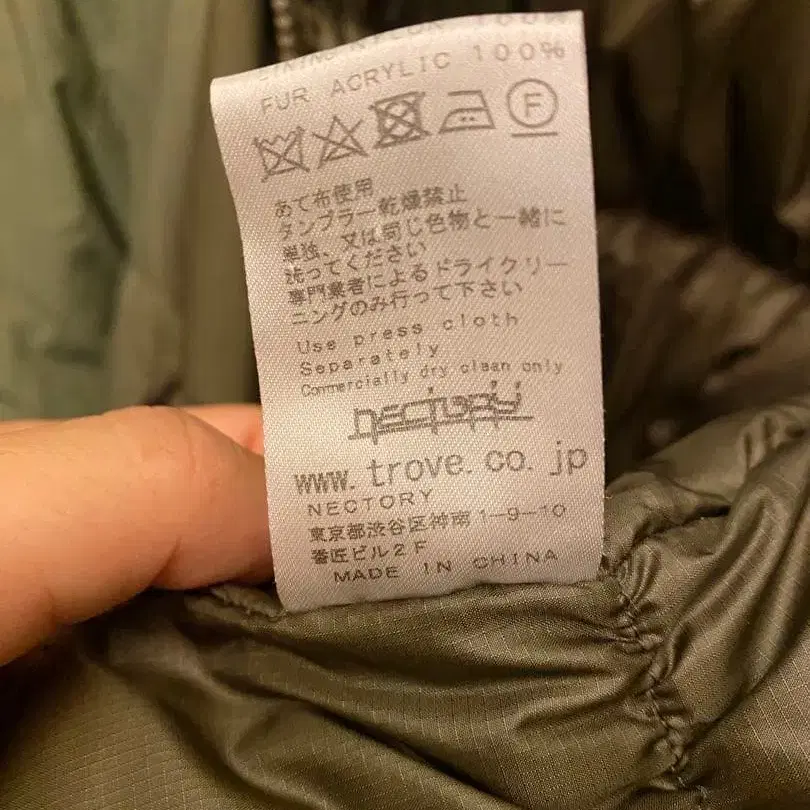 LINING NYLON 100%
FUR ACRYLIC 100%
F
あて布使用
タンブラー乾燥禁止
単独、又は同じ色物と一緒に
洗ってください
専門業者によるドライクリー
ニングのみ行って下さい
Use press cloth
Separately
Commercially dry clean only
nectory
www.trove.co.jp
NECTORY
東京都渋谷区神南1-9-10
番匠ビル2F
MADE IN CHINA